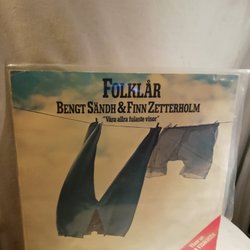 FOLKLÅR
BENGT SÄNDH & FINN ZETTERHOLM
"Våra allra fulaste visor"